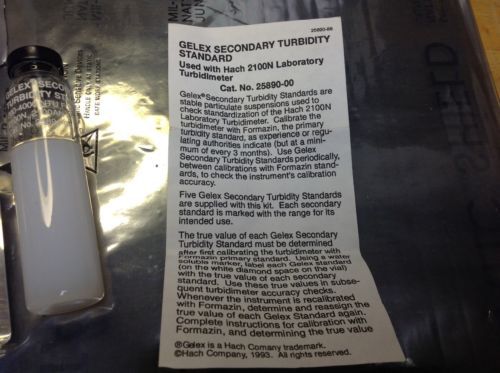 25890-88
GELEX SECONDARY TURBIDITY
STANDARD
Used with Hach 2100N Laboratory
Turbidimeter
Cat. No. 25890-00
Gelex® Secondary Turbidity Standards are
stable particulate suspensions used to
check standardization of the Hach 2100N
Laboratory Turbidimeter. Calibrate the
turbidimeter with Formazin, the primary
turbidity standard, as experience or regu-
lating authorities indicate (but at a mini-
mum of every 3 months). Use Gelex
Secondary Turbidity Standards periodically,
between calibrations with Formazin stand-
ards, to check the instrument's calibration
accuracy.
Five Gelex Secondary Turbidity Standards
are supplied with this kit. Each secondary
standard is marked with the range for its
intended use.
The true value of each Gelex Secondary
Turbidity Standard must be determined
after first calibrating the turbidimeter with
Formazin primary standard. Using a water
soluble marker, label each Gelex standard
(on the white diamond space on the vial)
with the true value of each secondary
standard. Use these true values in subse-
quent turbidimeter accuracy checks.
Whenever the instrument is recalibrated
with Formazin, determine and reassign the
true value of each Gelex Standard again.
Complete instructions for calibration with
Formazin, and determining the true value
®Gelex is a Hach Company trademark.
©Hach Company, 1993. All rights reserved.
GELEX SECONDARY
TURBIDITY